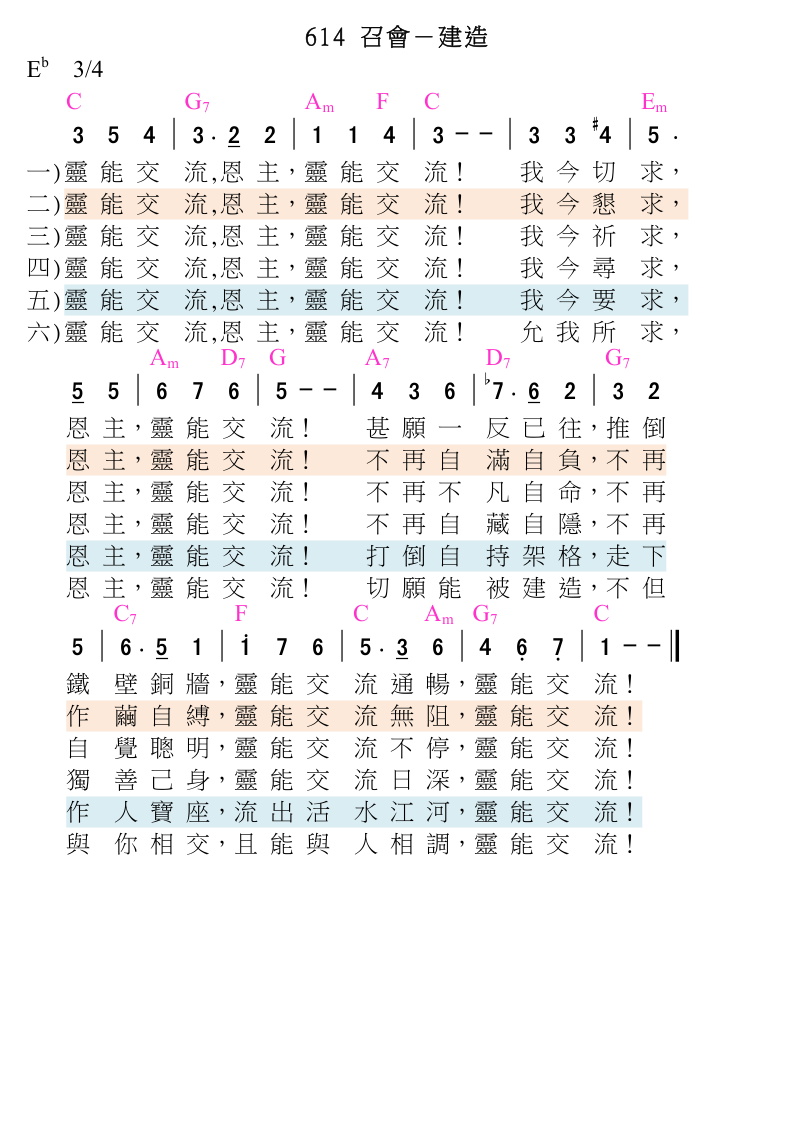 614 召會－建造
E♭ 3/4
C G7 Am F C Em
3 5 4 | 3 . 2 2 | 1 1 4 | 3 － － | 3 3 ♯4 | 5 .
一)靈能交 流,恩主，靈能交 流！ 我今切 求，
二)靈能交 流,恩主，靈能交 流！ 我今懇 求，
三)靈能交 流,恩主，靈能交 流！ 我今祈 求，
四)靈能交 流,恩主，靈能交 流！ 我今尋 求，
五)靈能交 流,恩主，靈能交 流！ 我今要 求，
六)靈能交 流,恩主，靈能交 流！ 允我所 求，
Am D7 G A7 D7 G7
5 5 | 6 7 6 | 5 － － | 4 3 6 | ♭7 . 6 2 | 3 2
恩主，靈能交 流！ 甚願一 反已往，推倒
恩主，靈能交 流！ 不再自 滿自負，不再
恩主，靈能交 流！ 不再不 凡自命，不再
恩主，靈能交 流！ 不再自 藏自隱，不再
恩主，靈能交 流！ 打倒自 持架格，走下
恩主，靈能交 流！ 切願能 被建造，不但
C7 F C Am G7 C
5 | 6 . 5 1 | 1̇ 7 6 | 5 . 3 6 | 4 6̣ 7̣ | 1 － － ‖
鐵 壁銅牆，靈能交 流通暢，靈能交 流！
作 繭自縛，靈能交 流無阻，靈能交 流！
自 覺聰明，靈能交 流不停，靈能交 流！
獨 善己身，靈能交 流日深，靈能交 流！
作 人寶座，流出活 水江河，靈能交 流！
與 你相交，且能與 人相調，靈能交 流！